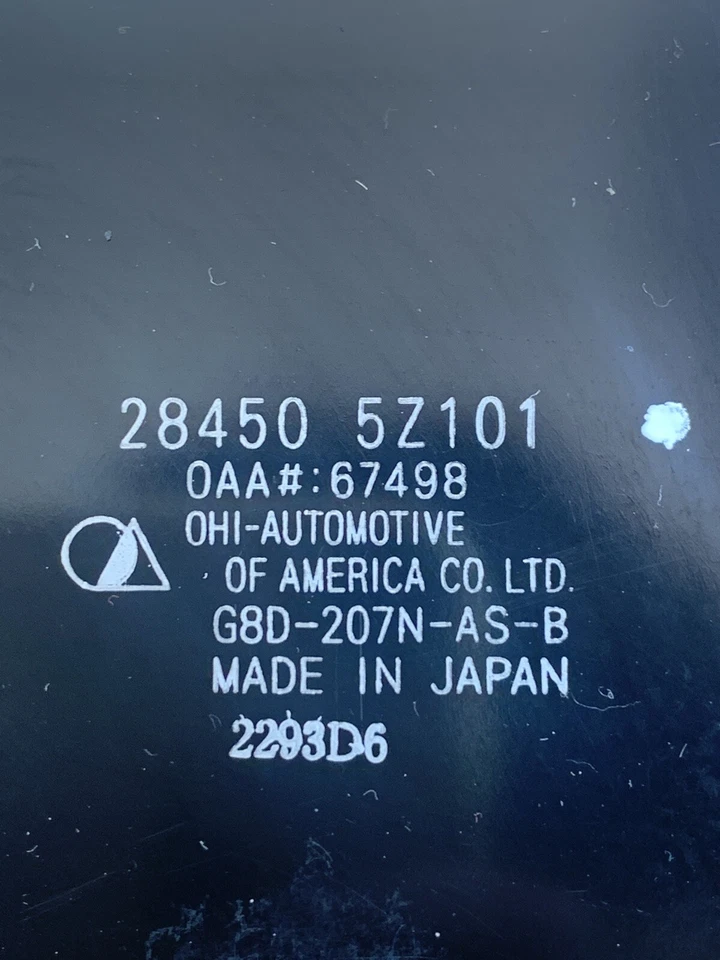 28450 5Z101
OAA#:67498
OHI-AUTOMOTIVE
OF AMERICA CO. LTD.
G8D-207N-AS-B
MADE IN JAPAN
2293D6